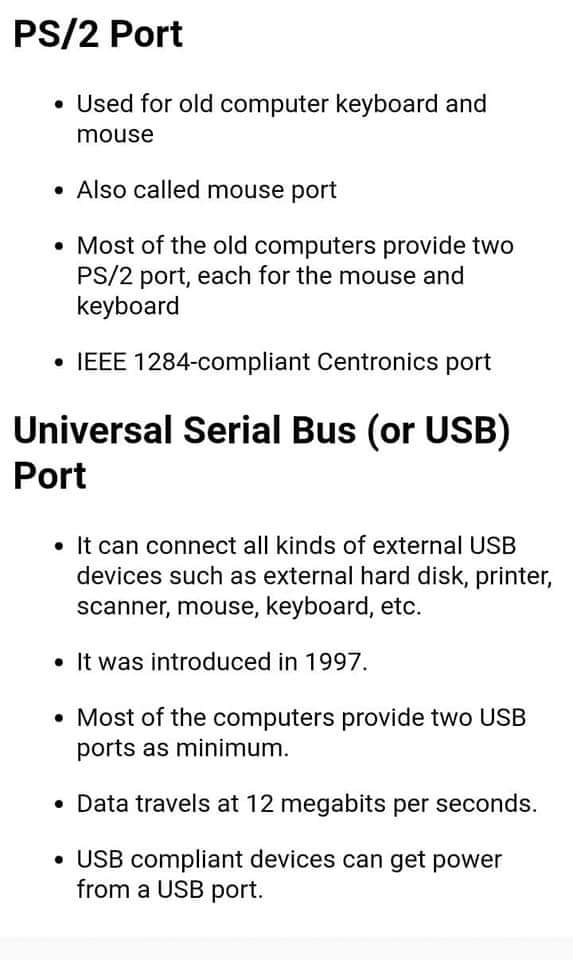 PS/2 Port
• Used for old computer keyboard and
mouse
• Also called mouse port
• Most of the old computers provide two
PS/2 port, each for the mouse and
keyboard
• IEEE 1284-compliant Centronics port
Universal Serial Bus (or USB)
Port
• It can connect all kinds of external USB
devices such as external hard disk, printer,
scanner, mouse, keyboard, etc.
• It was introduced in 1997.
• Most of the computers provide two USB
ports as minimum.
• Data travels at 12 megabits per seconds.
• USB compliant devices can get power
from a USB port.